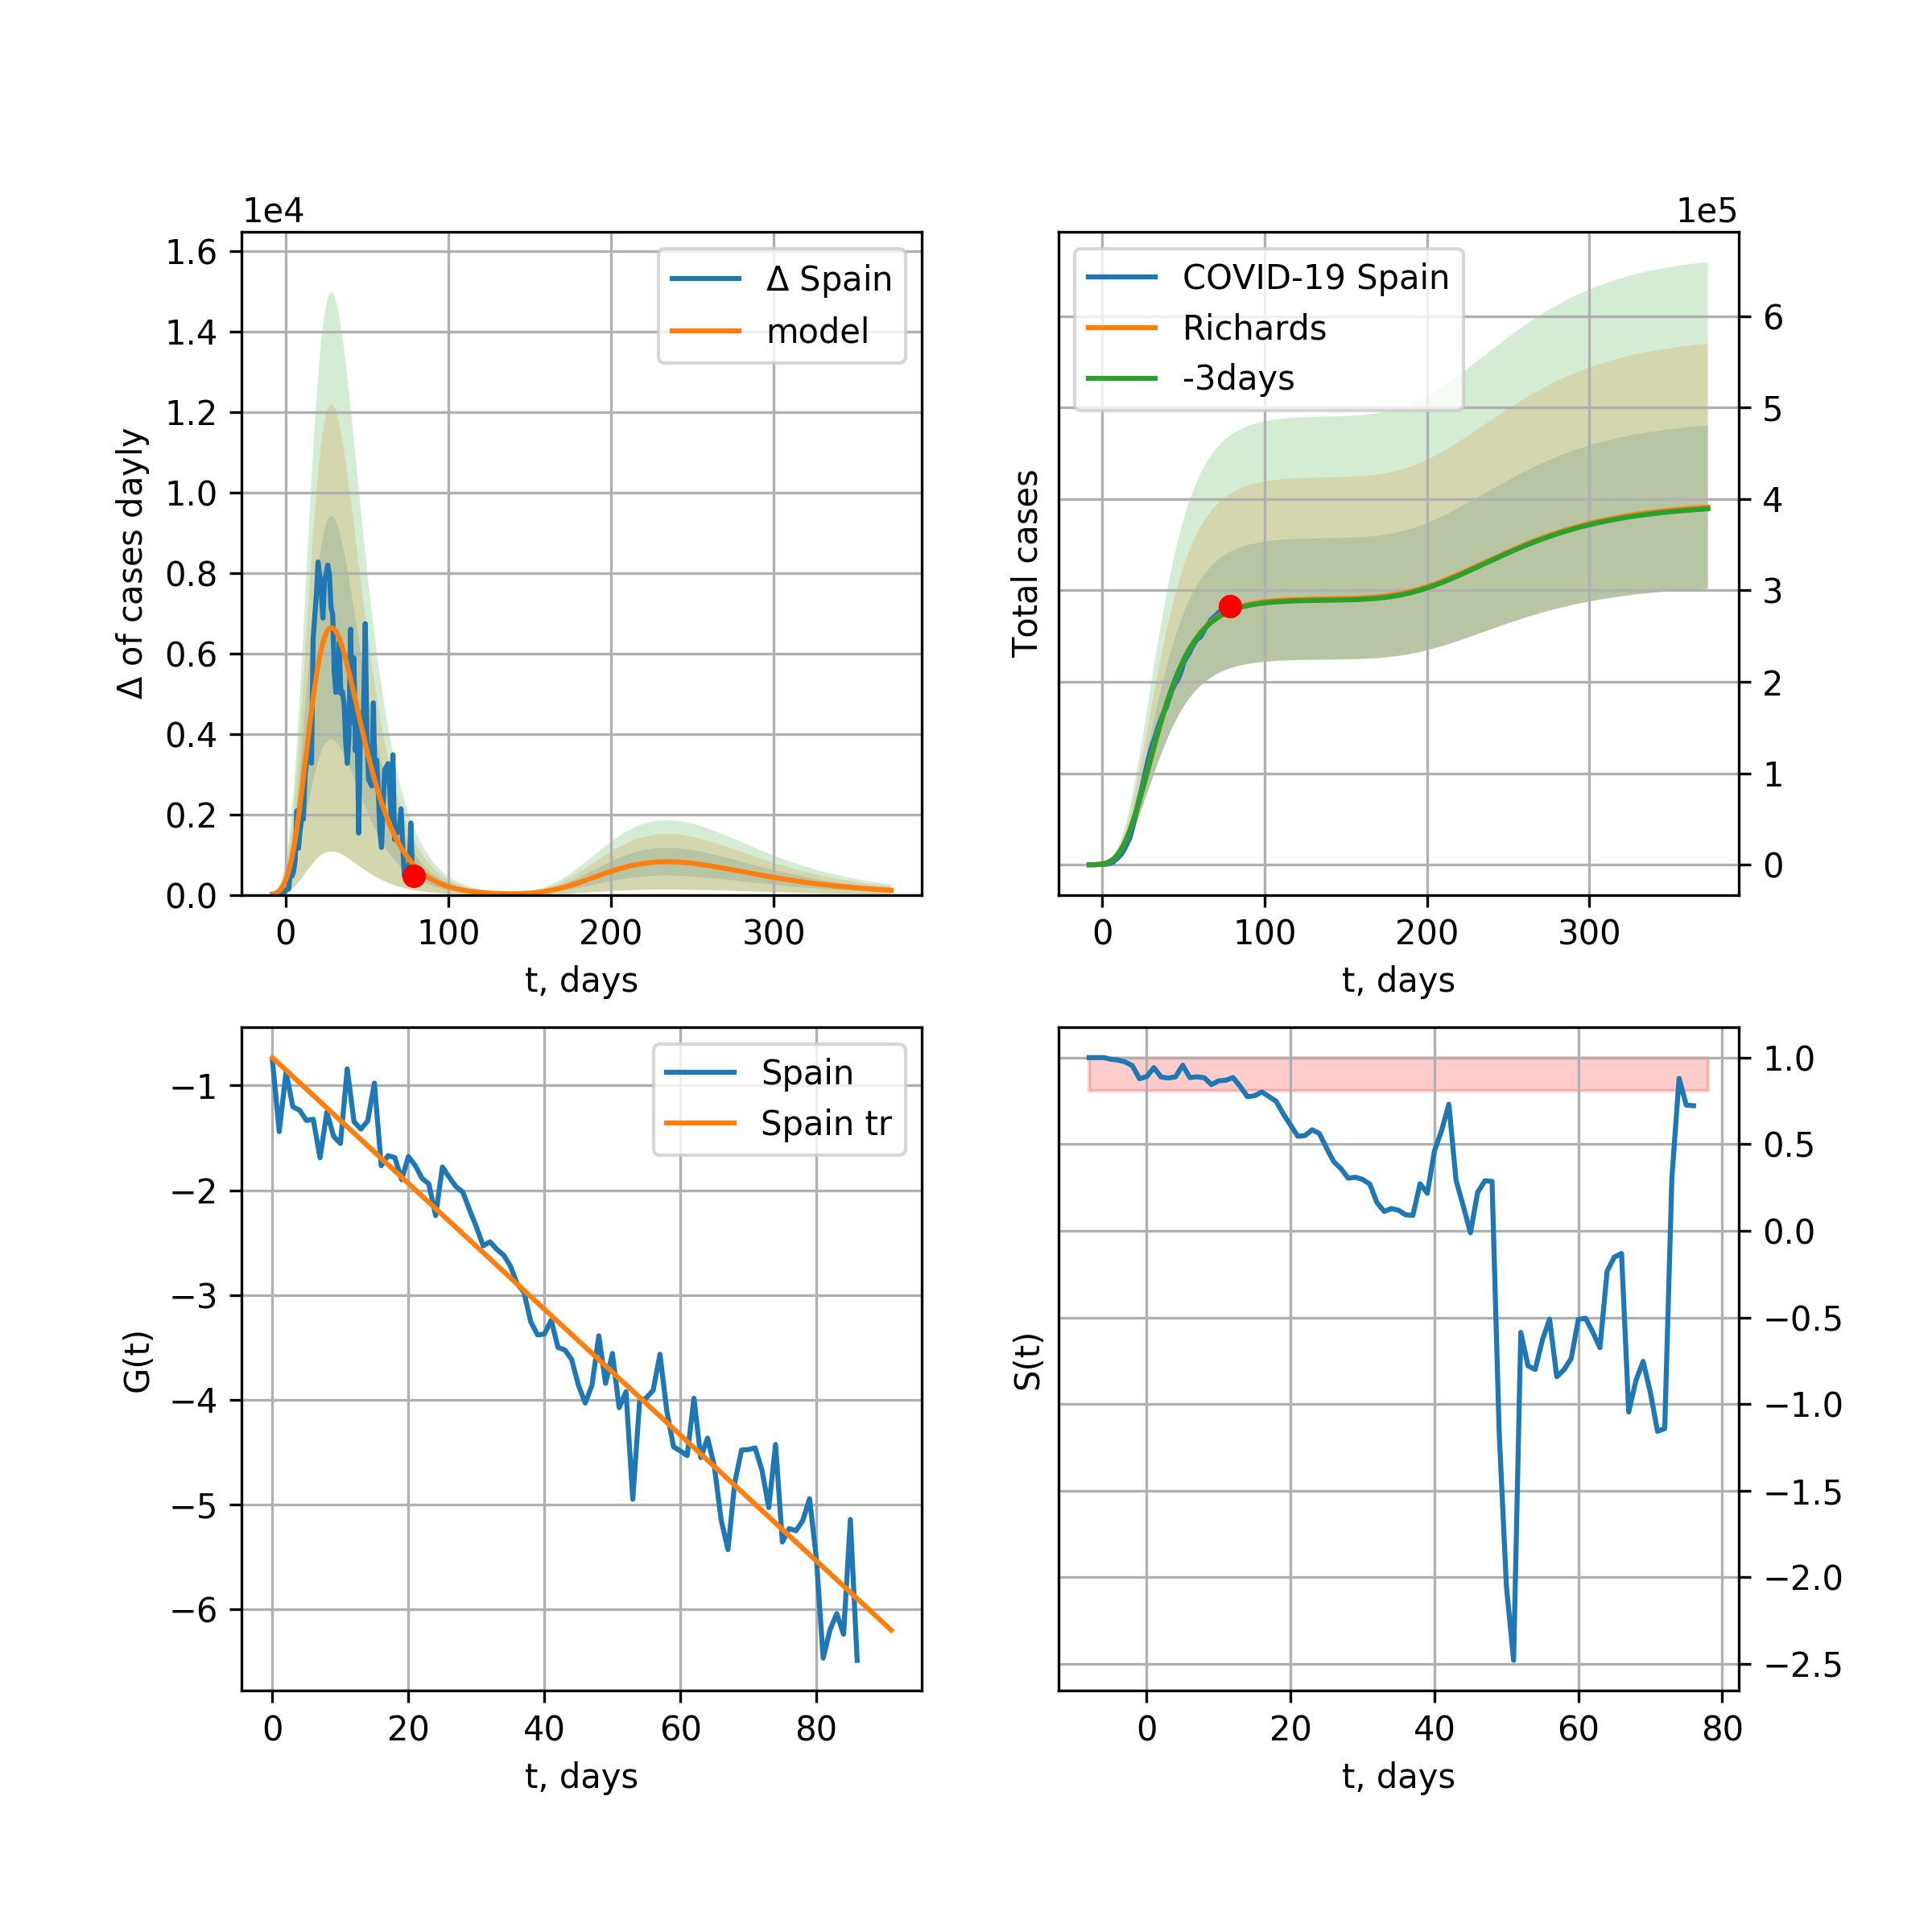 1e4
1.6
1.4
1.2
1.0
0.8
0.6
0.4
0.2
0.0
Δ of cases dayly
Δ Spain
model
0 100 200 300
t, days
1e5
COVID-19 Spain
Richards
-3days
Total cases
6
5
4
3
2
1
0
0 100 200 300
t, days
−1
−2
−3
−4
−5
−6
G(t)
Spain
Spain tr
0 20 40 60 80
t, days
S(t)
1.0
0.5
0.0
−0.5
−1.0
−1.5
−2.0
−2.5
0 20 40 60 80
t, days